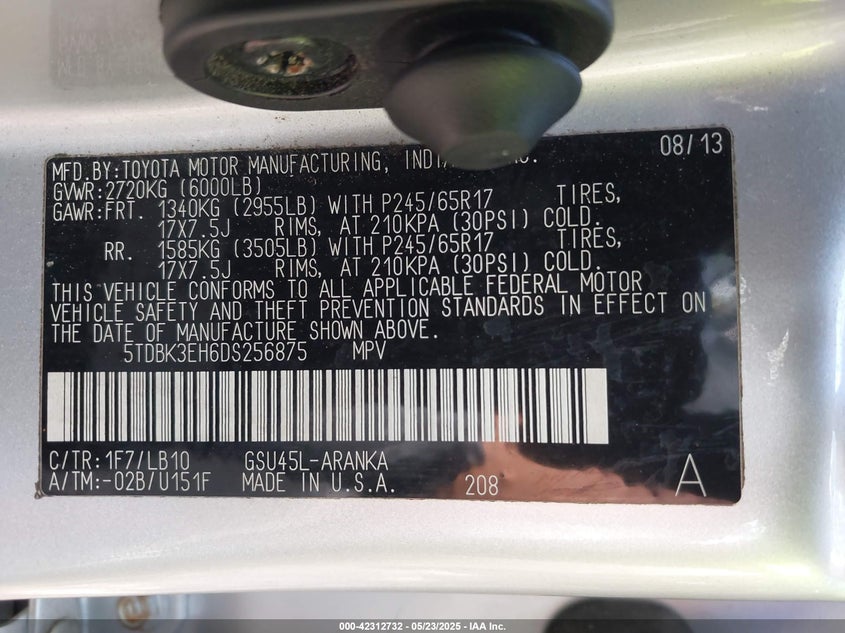 08/13
MFD.BY:TOYOTA MOTOR MANUFACTURING,
GVWR:2720KG (6000LB)
GAWR:FRT. 1340KG (2955LB) WITH P245/65R17 TIRES,
17X7.5J RIMS, AT 210KPA (30PSI) COLD.
RR. 1585KG (3505LB) WITH P245/65R17 TIRES,
17X7.5J RIMS, AT 210KPA (30PSI) COLD.
THIS VEHICLE CONFORMS TO ALL APPLICABLE FEDERAL MOTOR
VEHICLE SAFETY AND THEFT PREVENTION STANDARDS IN EFFECT ON
THE DATE OF MANUFACTURE SHOWN ABOVE.
5TDBK3EH6DS256875 MPV
C/TR:1F7/LB10 GSU45L-ARANKA
A/TM:-02B/U151F MADE IN U.S.A. 208 A
000-42312732 - 05/23/2025 - IAA Inc.